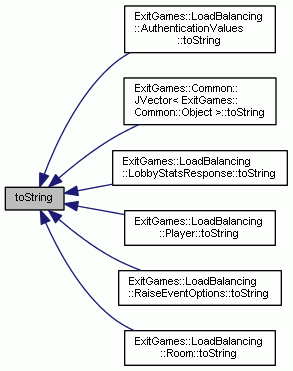 ExitGames::LoadBalancing
::AuthenticationValues
::toString
ExitGames::Common::
JVector< ExitGames::
Common::Object >::toString
ExitGames::LoadBalancing
::LobbyStatsResponse::toString
toString
ExitGames::LoadBalancing
::Player::toString
ExitGames::LoadBalancing
::RaiseEventOptions::toString
ExitGames::LoadBalancing
::Room::toString